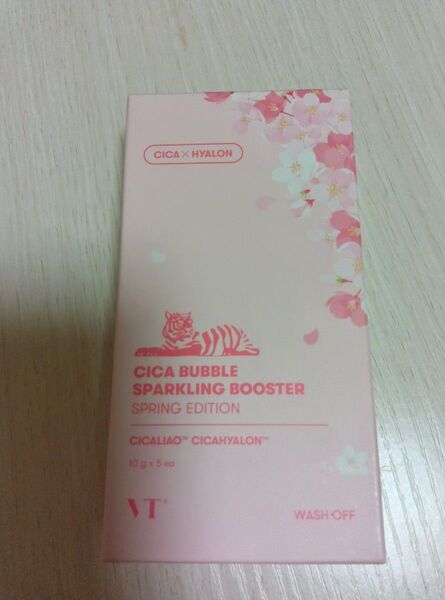 CICA × HYALON
CICA BUBBLE
SPARKLING BOOSTER
SPRING EDITION
CICALIAO™ CICAHYALON™
10 g x 5 ea
VT®
WASH OFF